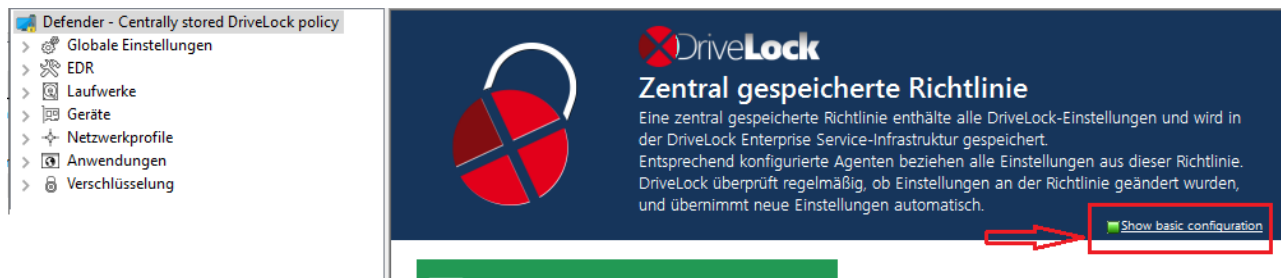 Defender - Centrally stored DriveLock policy
Globale Einstellungen
EDR
Laufwerke
Geräte
Netzwerkprofile
Anwendungen
Verschlüsselung
DriveLock
Zentral gespeicherte Richtlinie
Eine zentral gespeicherte Richtlinie enthälte alle DriveLock-Einstellungen und wird in
der DriveLock Enterprise Service-Infrastruktur gespeichert.
Entsprechend konfigurierte Agenten beziehen alle Einstellungen aus dieser Richtlinie.
DriveLock überprüft regelmäßig, ob Einstellungen an der Richtlinie geändert wurden,
und übernimmt neue Einstellungen automatisch.
Show basic configuration